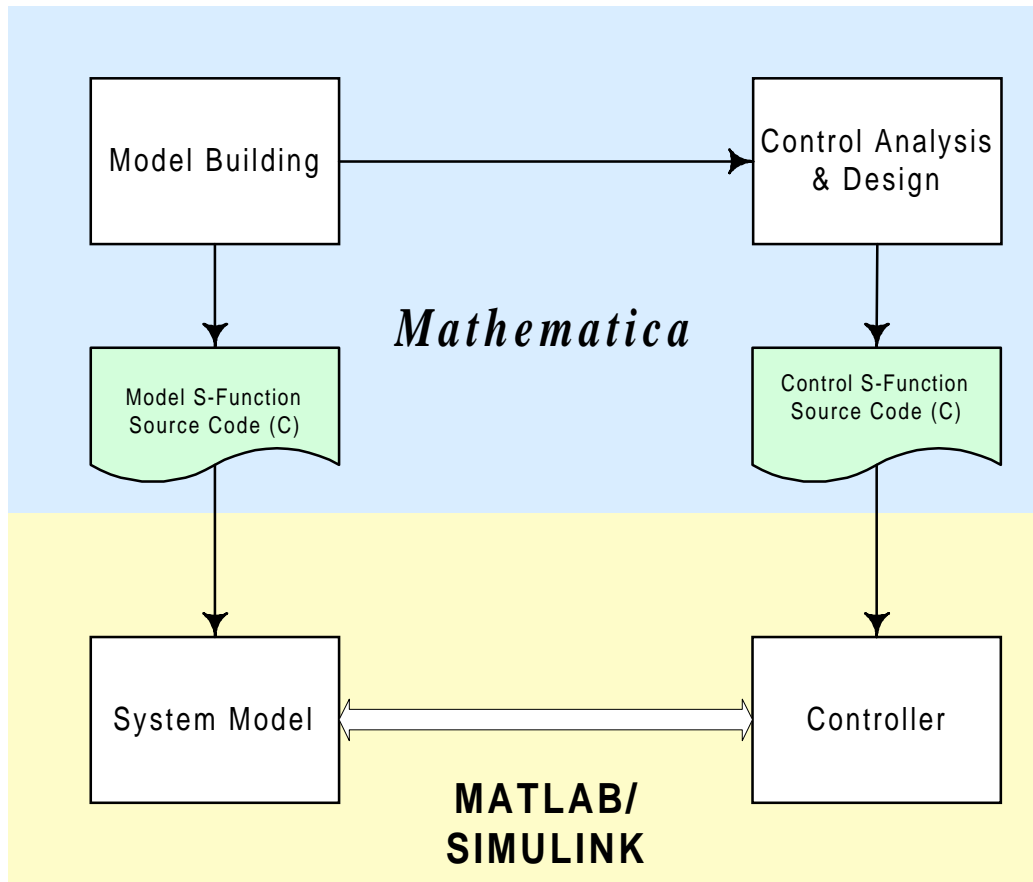 Model Building
Control Analysis
& Design
Mathematica
Model S-Function
Source Code (C)
Control S-Function
Source Code (C)
System Model
Controller
MATLAB/
SIMULINK